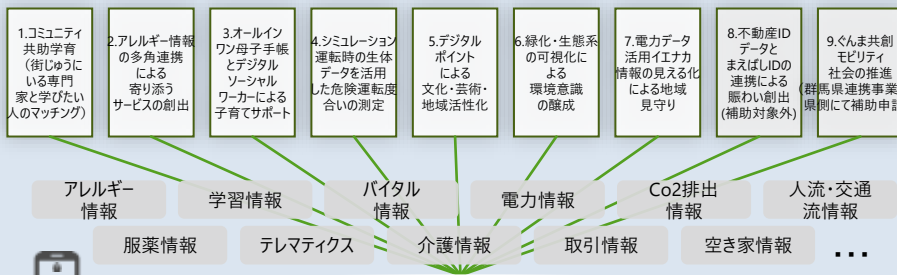 1.コミュニティ
共助学育
(街じゅうに
いる専門
家と学びたい
人のマッチング)
2.アレルギー情報
の多角連携
による
寄り添う
サービスの創出
3.オールイン
ワン母子手帳
とデジタル
ソーシャル
ワーカーによる
子育てサポート
4.シミュレーション
運転時の生体
データを活用
した危険運転度
合いの測定
5.デジタル
ポイント
による
文化・芸術・
地域活性化
6.緑化・生態系
の可視化に
よる
環境意識
の醸成
7.電力データ
活用イエナカ
情報の見える化
による地域
見守り
8.不動産ID
データと
まえばしIDの
連携による
賑わい創出
(補助対象外)
9.ぐんま共創
モビリティ
社会の推進
(群馬県連携事業
県側にて補助申請
アレルギー
情報
学習情報
バイタル
情報
電力情報
Co2排出
情報
人流・交通
流情報
服薬情報
テレマティクス
介護情報
取引情報
空き家情報
…